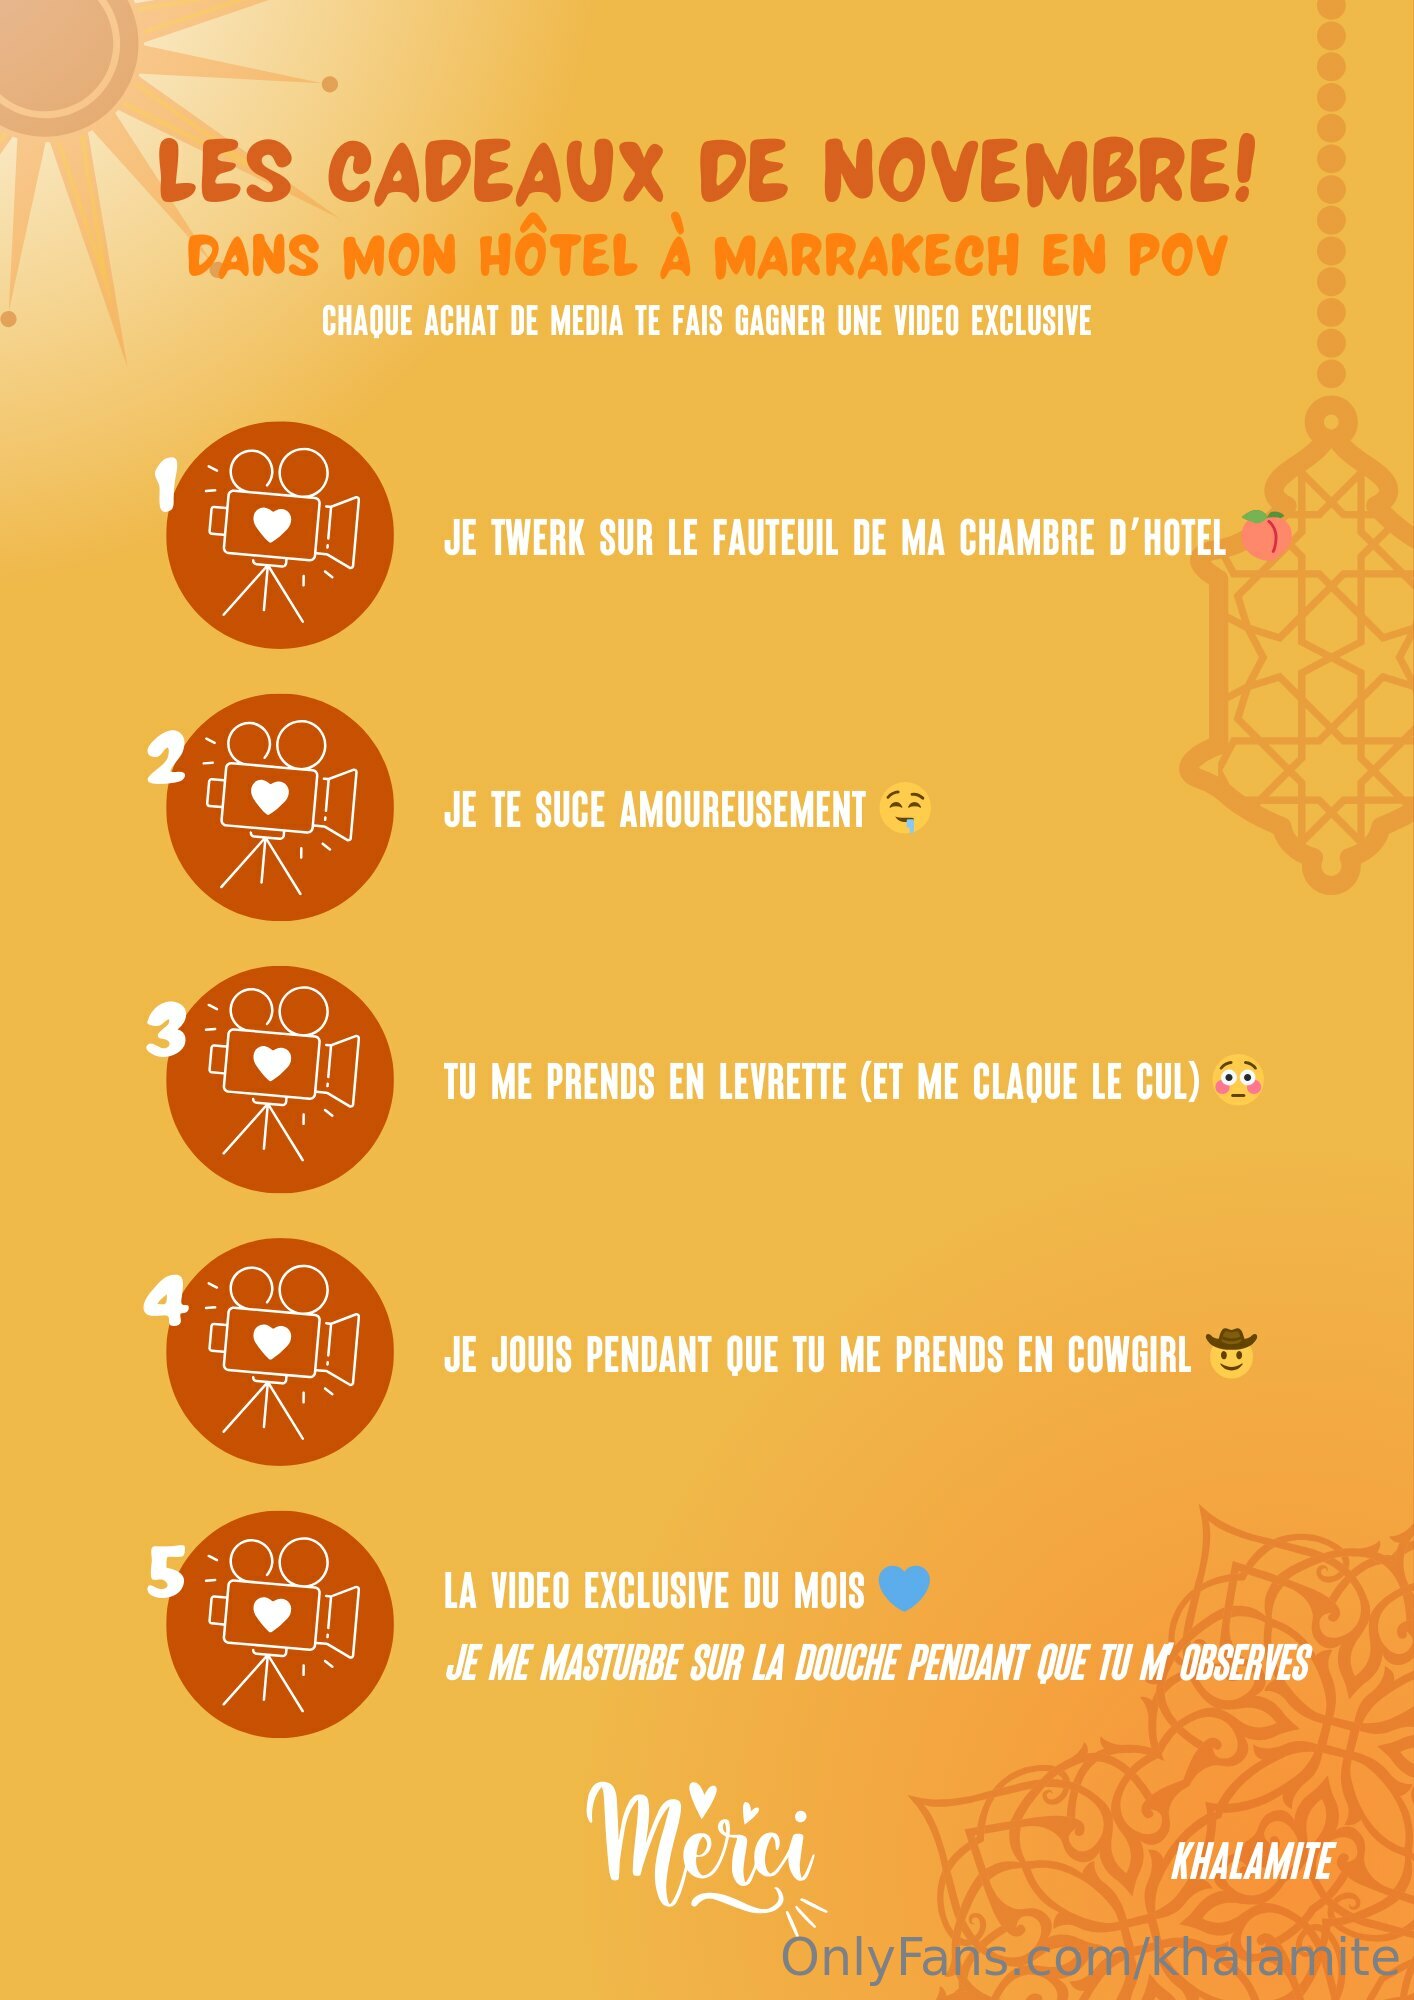 LES CADEAUX DE NOVEMBRE!
DANS MON HÔTEL À MARRAKECH EN POV
CHAQUE ACHAT DE MEDIA TE FAIS GAGNER UNE VIDEO EXCLUSIVE
1
JE TWERK SUR LE FAUTEUIL DE MA CHAMBRE D'HOTEL 🍑
2
JE TE SUCE AMOUREUSEMENT 🤤
3
TU ME PRENDS EN LEVRETTE (ET ME CLAQUE LE CUL) 😳
4
JE JOUIS PENDANT QUE TU ME PRENDS EN COWGIRL 🤠
5
LA VIDEO EXCLUSIVE DU MOIS 💙
JE ME MASTURBE SUR LA DOUCHE PENDANT QUE TU M' OBSERVES
Merci
KHALAMITE
OnlyFans.com/khalamite